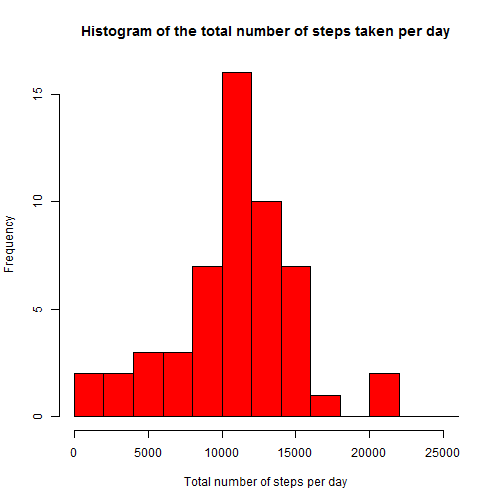 Histogram of the total number of steps taken per day
Frequency
15
10
5
0
0 5000 10000 15000 20000 25000
Total number of steps per day